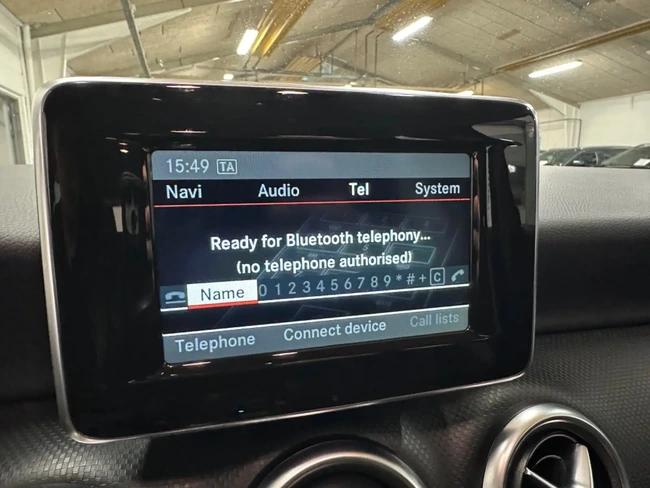 15:49 TA
Navi Audio Tel System
Ready for Bluetooth telephony...
(no telephone authorised)
Name 0 1 2 3 4 5 6 7 8 9 * # + C
Telephone Connect device Call lists